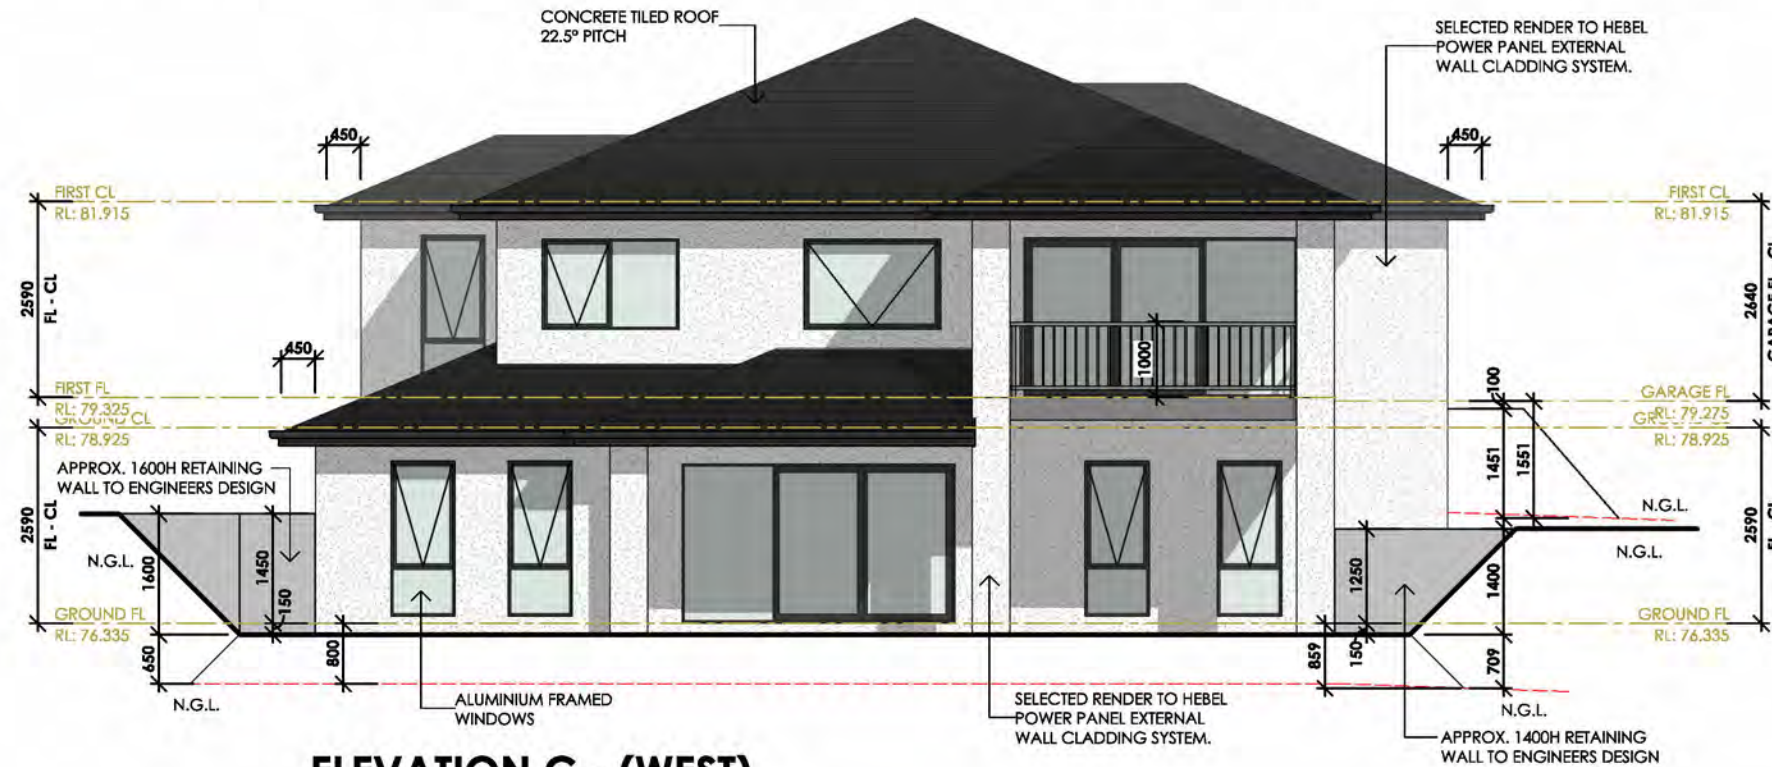 CONCRETE TILED ROOF
22.5° PITCH
SELECTED RENDER TO HEBEL
POWER PANEL EXTERNAL
WALL CLADDING SYSTEM.
450
450
FIRST CL
RL: 81.915
FIRST CL
RL: 81.915
2590
FL - CL
2640
450
1000
FIRST FL
RL: 79.325
GROUND CL
RL: 78.925
100
GARAGE FL
RL: 79.275
RL: 78.925
1451
1551
APPROX. 1600H RETAINING
WALL TO ENGINEERS DESIGN
2590
FL - CL
N.G.L.
1600
1450
150
N.G.L.
N.G.L.
2590
1250
1400
GROUND FL
RL: 76.335
GROUND FL
RL: 76.335
650
800
859
150
709
N.G.L.
N.G.L.
ALUMINIUM FRAMED
WINDOWS
SELECTED RENDER TO HEBEL
POWER PANEL EXTERNAL
WALL CLADDING SYSTEM.
APPROX. 1400H RETAINING
WALL TO ENGINEERS DESIGN